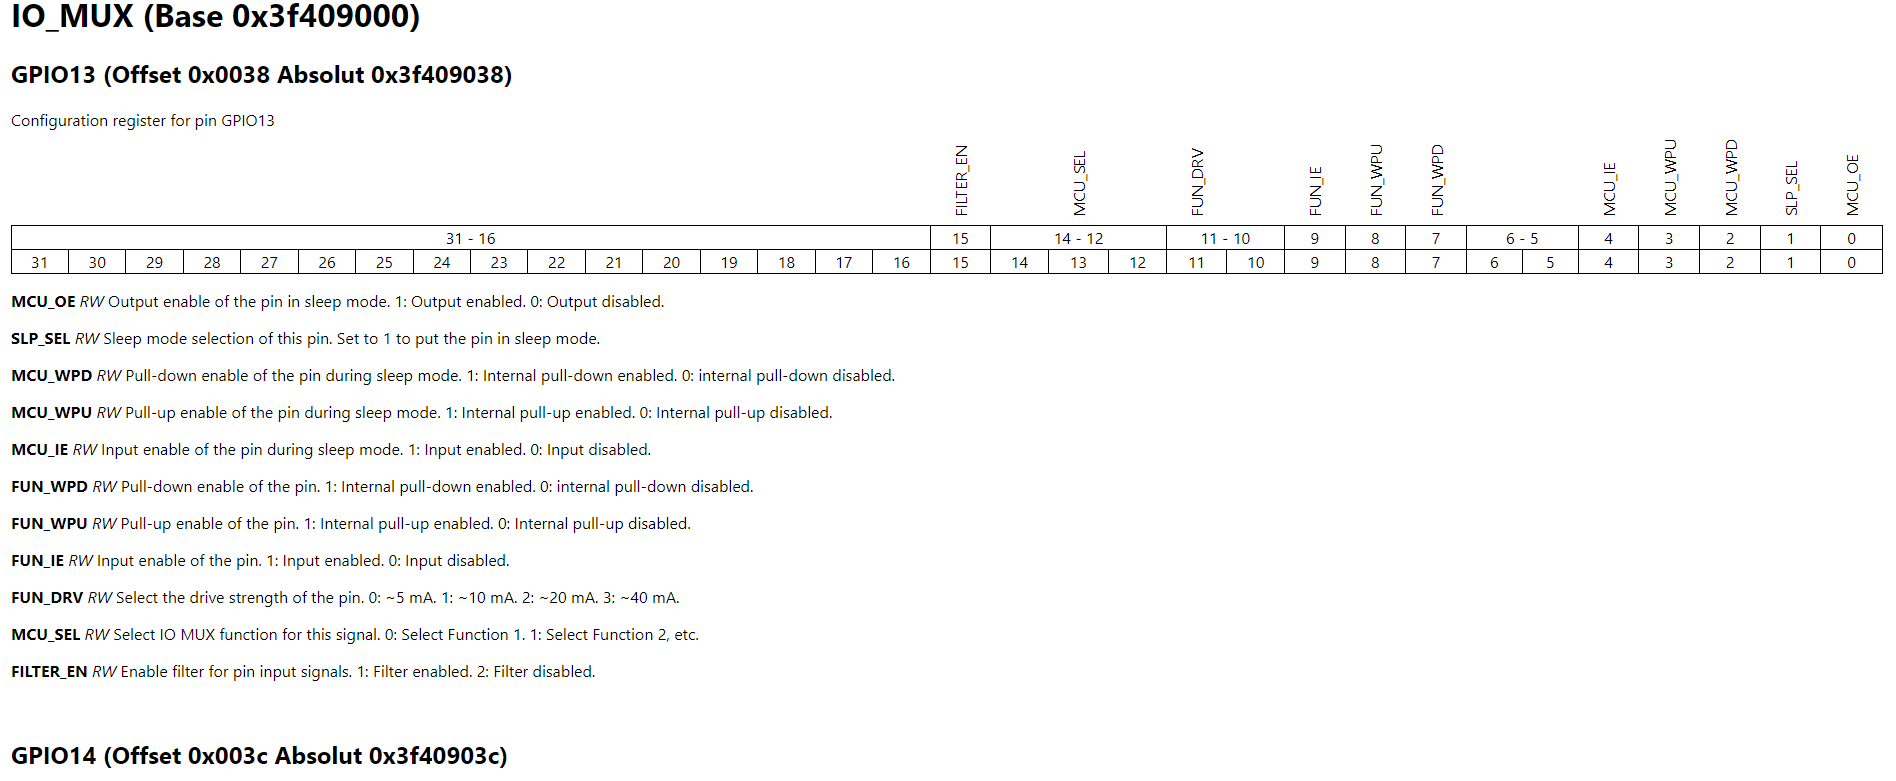 IO_MUX (Base 0x3f409000)
GPIO13 (Offset 0x0038 Absolut 0x3f409038)
Configuration register for pin GPIO13
FILTER_EN MCU_SEL FUN_DRV FUN_IE FUN_WPU FUN_WPD MCU_IE MCU_WPU MCU_WPD SLP_SEL MCU_OE
31 - 16 15 14 - 12 11 - 10 9 8 7 6 - 5 4 3 2 1 0
31 30 29 28 27 26 25 24 23 22 21 20 19 18 17 16 15 14 13 12 11 10 9 8 7 6 5 4 3 2 1 0
MCU_OE RW Output enable of the pin in sleep mode. 1: Output enabled. 0: Output disabled.
SLP_SEL RW Sleep mode selection of this pin. Set to 1 to put the pin in sleep mode.
MCU_WPD RW Pull-down enable of the pin during sleep mode. 1: Internal pull-down enabled. 0: internal pull-down disabled.
MCU_WPU RW Pull-up enable of the pin during sleep mode. 1: Internal pull-up enabled. 0: Internal pull-up disabled.
MCU_IE RW Input enable of the pin during sleep mode. 1: Input enabled. 0: Input disabled.
FUN_WPD RW Pull-down enable of the pin. 1: Internal pull-down enabled. 0: internal pull-down disabled.
FUN_WPU RW Pull-up enable of the pin. 1: Internal pull-up enabled. 0: Internal pull-up disabled.
FUN_IE RW Input enable of the pin. 1: Input enabled. 0: Input disabled.
FUN_DRV RW Select the drive strength of the pin. 0: ~5 mA. 1: ~10 mA. 2: ~20 mA. 3: ~40 mA.
MCU_SEL RW Select IO MUX function for this signal. 0: Select Function 1. 1: Select Function 2, etc.
FILTER_EN RW Enable filter for pin input signals. 1: Filter enabled. 2: Filter disabled.
GPIO14 (Offset 0x003c Absolut 0x3f40903c)